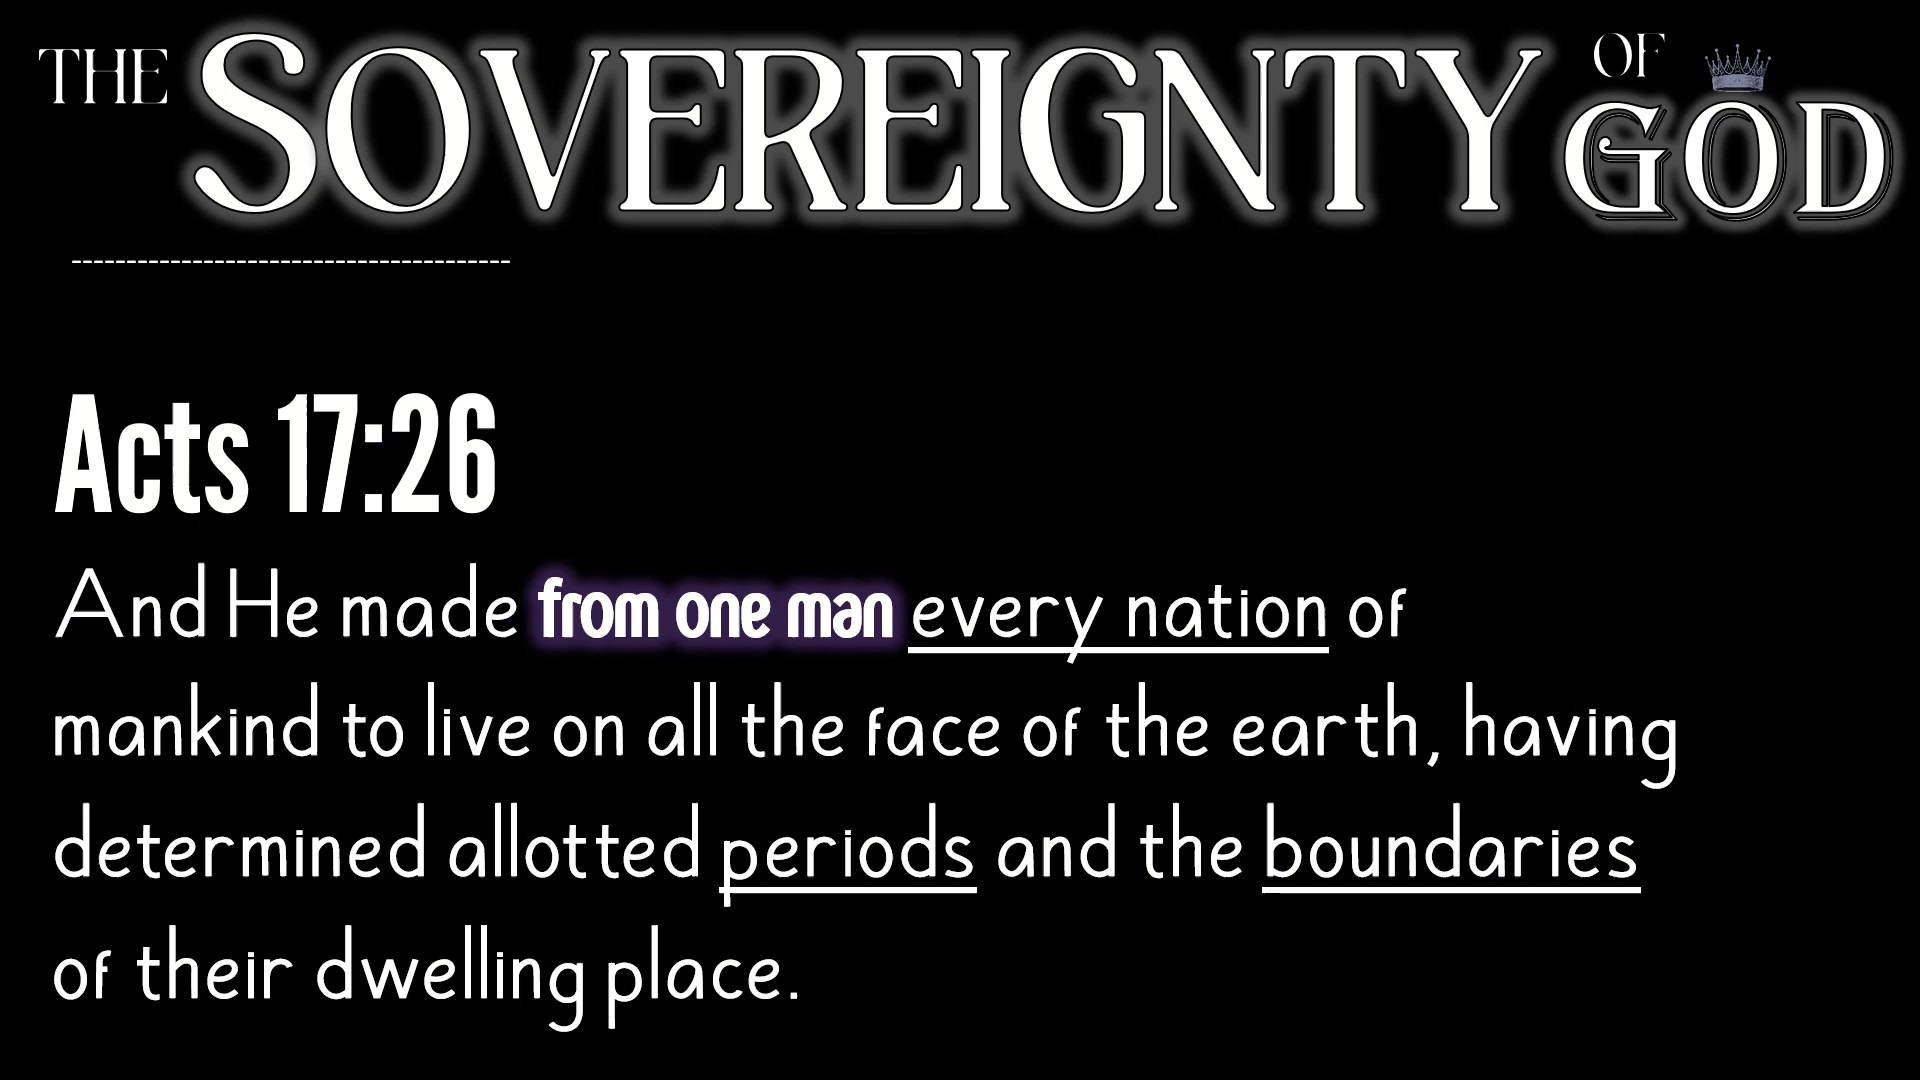 THE SOVEREIGNTY OF GOD
----------------------------------------
Acts 17:26
And He made from one man every nation of
mankind to live on all the face of the earth, having
determined allotted periods and the boundaries
of their dwelling place.